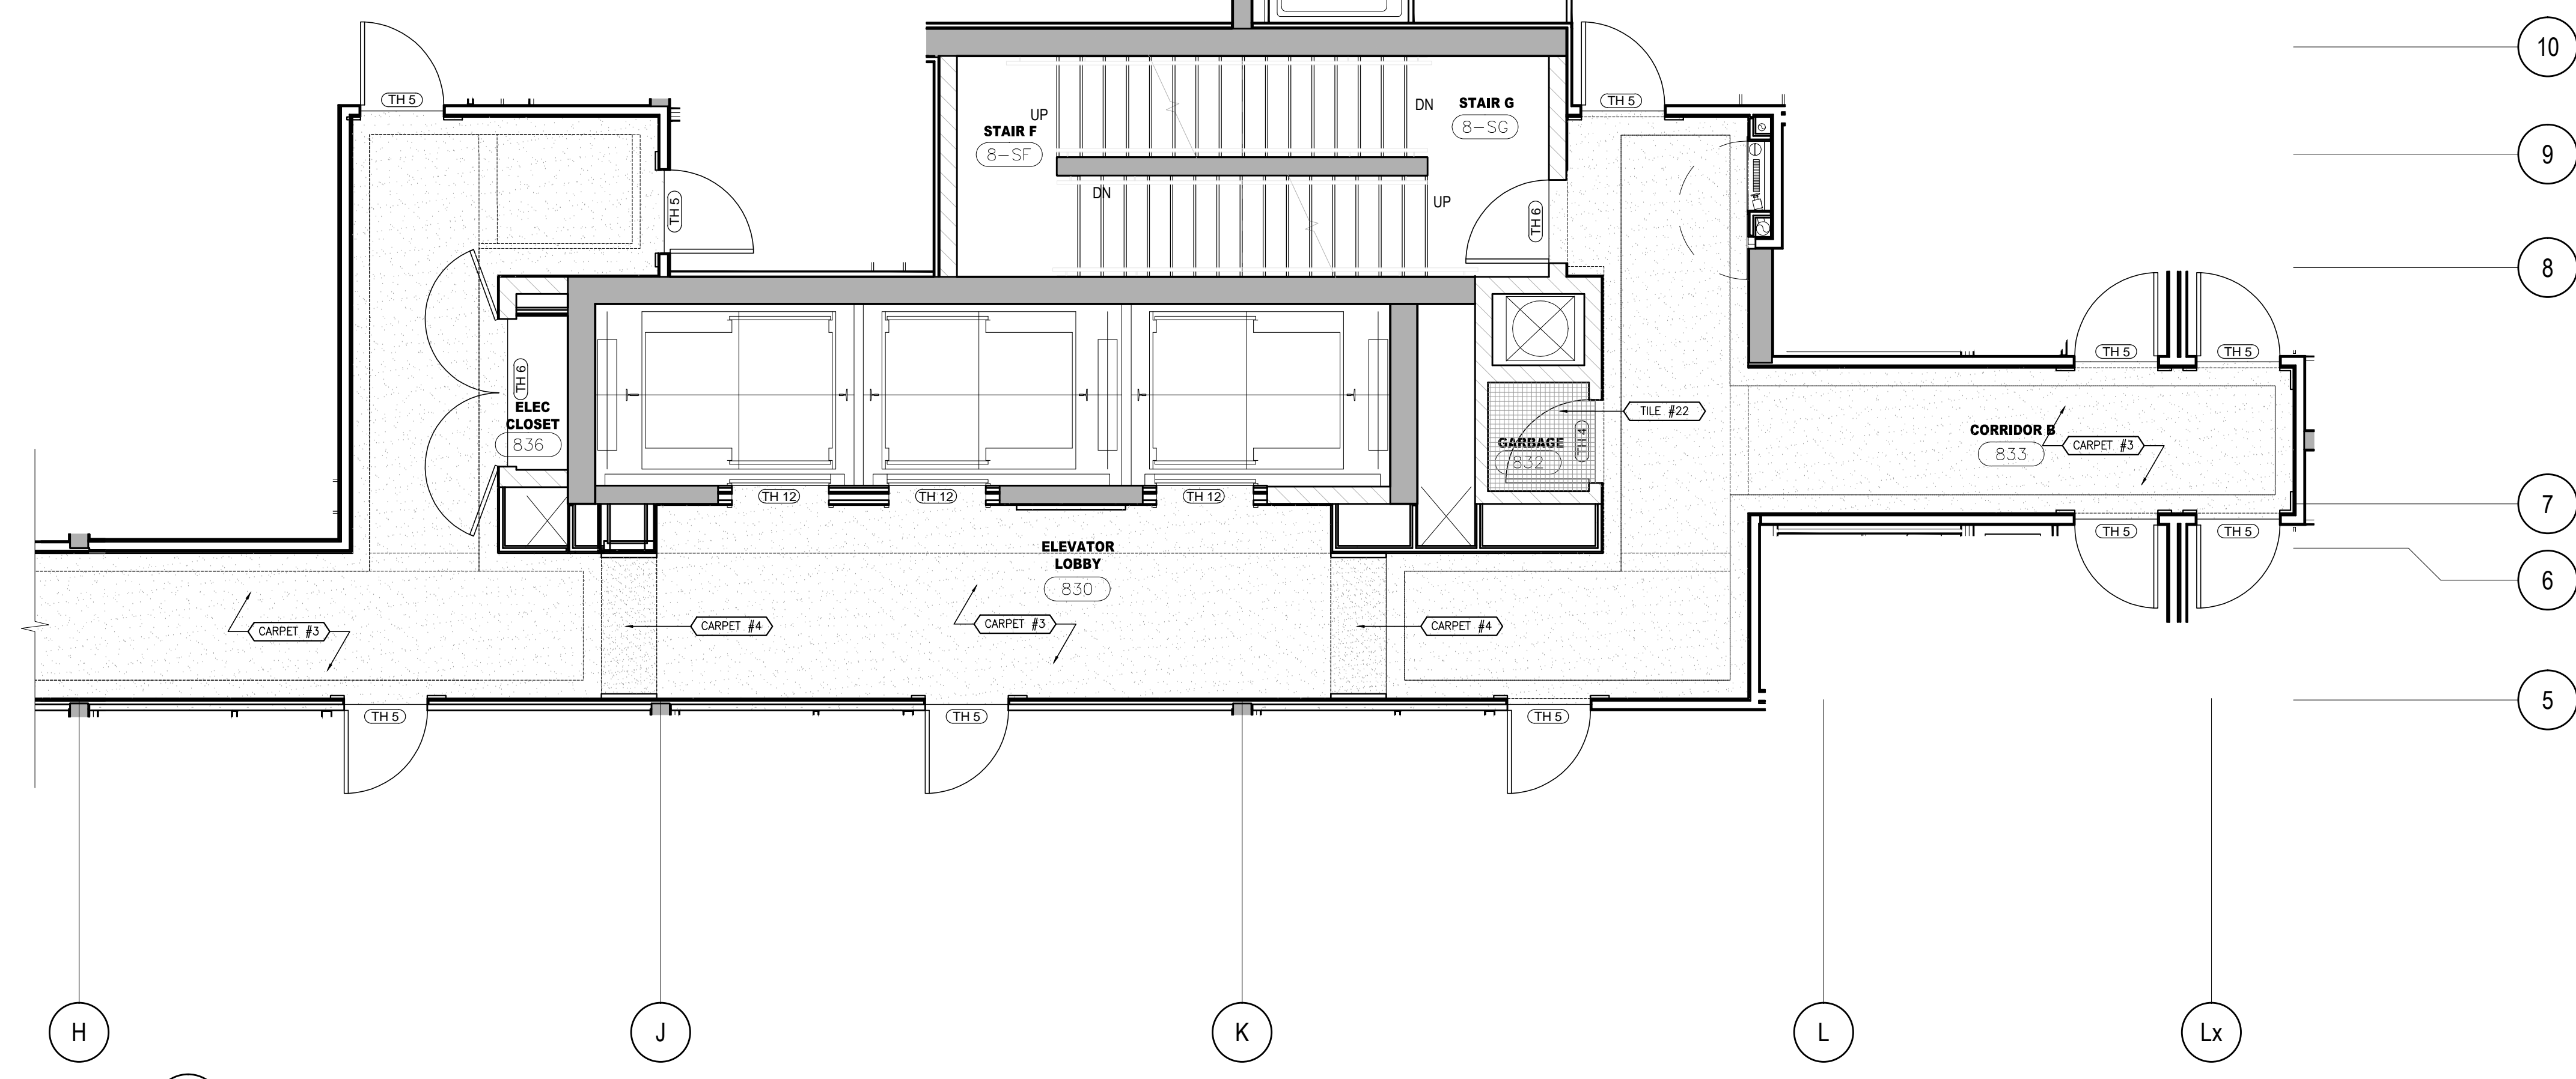 10
TH 5
TH 5
UP
STAIR F
8-SF
DN
STAIR G
8-SG
DN
UP
TH 6
TH 5
9
8
TH 5
TH 5
TH 5
TH 6
ELEC
CLOSET
836
TILE #22
GARBAGE
832
TH 4
CORRIDOR B
833
CARPET #3
TH 12
TH 12
TH 12
7
TH 5
TH 5
ELEVATOR
LOBBY
830
6
CARPET #3
CARPET #4
CARPET #3
CARPET #4
5
TH 5
TH 5
TH 5
H
J
K
L
Lx